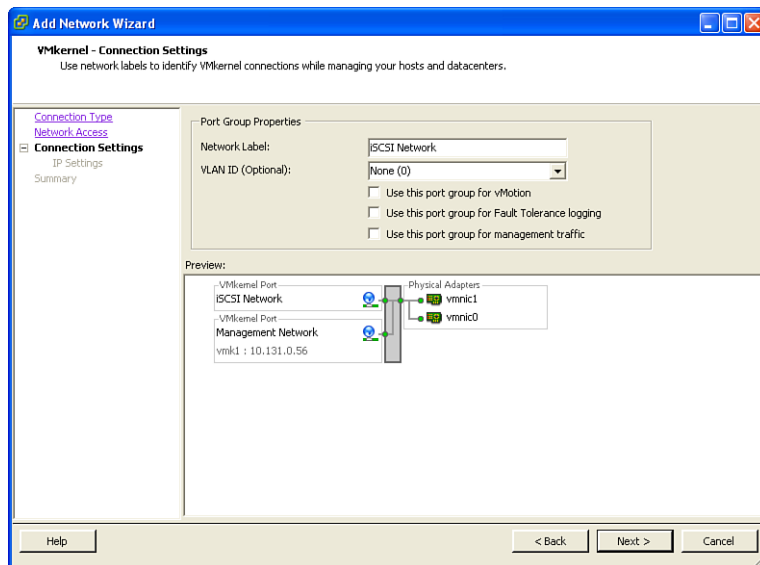 Add Network Wizard
VMkernel - Connection Settings
Use network labels to identify VMkernel connections while managing your hosts and datacenters.
Connection Type
Network Access
Connection Settings
IP Settings
Summary
Port Group Properties
Network Label:
iSCSI Network
VLAN ID (Optional):
None (0)
Use this port group for vMotion
Use this port group for Fault Tolerance logging
Use this port group for management traffic
Preview:
VMkernel Port
iSCSI Network
VMkernel Port
Management Network
vmk1 : 10.131.0.56
Physical Adapters
vmnic1
vmnic0
Help
< Back
Next >
Cancel